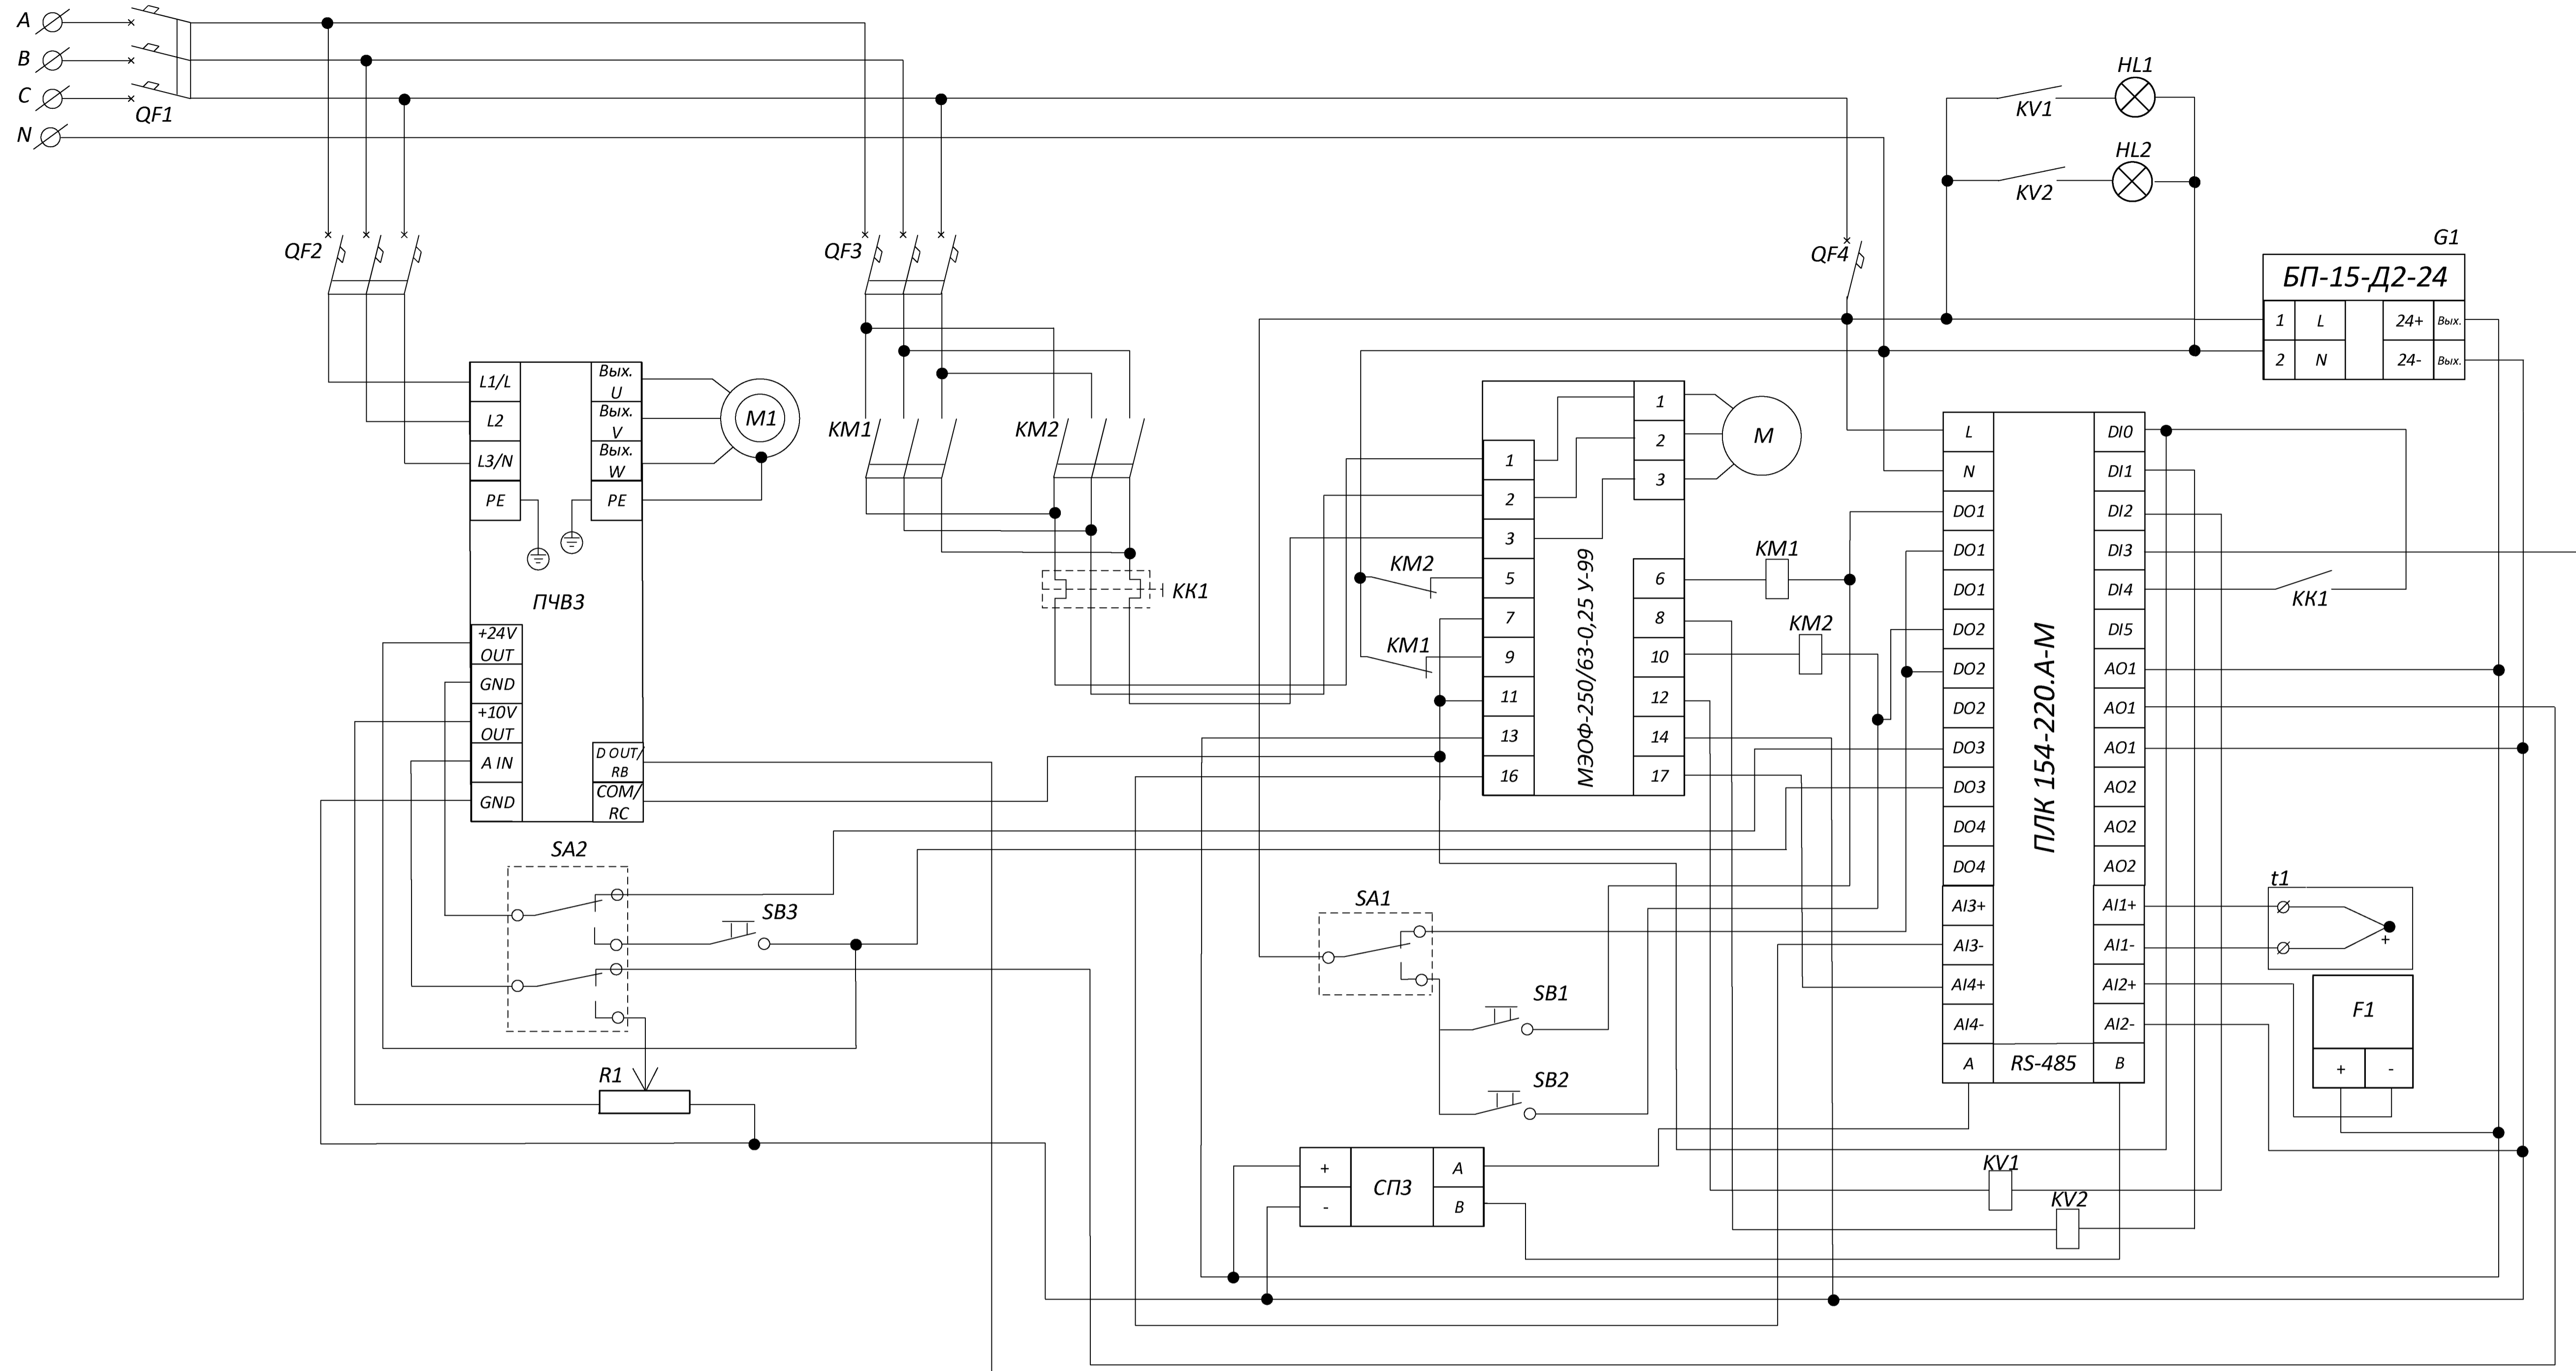 A
B
C
N
QF1
QF2
QF3
QF4
KV1
HL1
KV2
HL2
G1
БП-15-Д2-24
1
L
24+
Вых.
2
N
24-
Вых.
L1/L
L2
L3/N
PE
Вых.
U
Вых.
V
Вых.
W
PE
M1
ПЧВ3
+24V
OUT
GND
+10V
OUT
A IN
GND
D OUT/
RB
COM/
RC
KM1
KM2
КК1
1
2
3
M
1
2
3
5
7
9
11
13
16
МЭОФ-250/63-0,25 У-99
6
8
10
12
14
17
KM2
KM1
KM1
KM2
L
N
DO1
DO1
DO1
DO2
DO2
DO2
DO3
DO3
DO4
DO4
AI3+
AI3-
AI4+
AI4-
A
ПЛК 154-220.А-М
RS-485
DI0
DI1
DI2
DI3
DI4
DI5
AO1
AO1
AO1
AO2
AO2
AO2
AI1+
AI1-
AI2+
AI2-
B
КК1
t1
+
F1
+
-
SA2
SB3
R1
SA1
SB1
SB2
+
-
СП3
A
B
KV1
KV2